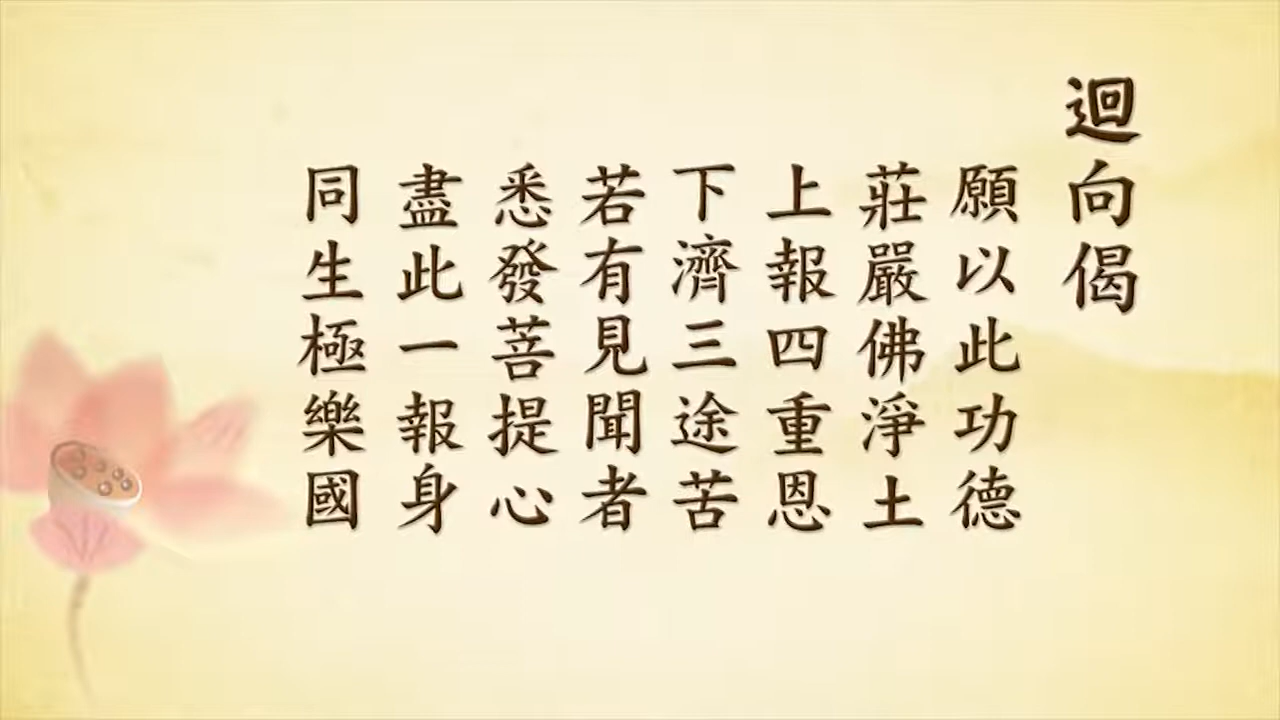 迴向偈
願以此功德
莊嚴佛淨土
上報四重恩
下濟三途苦
若有見聞者
悉發菩提心
盡此一報身
同生極樂國